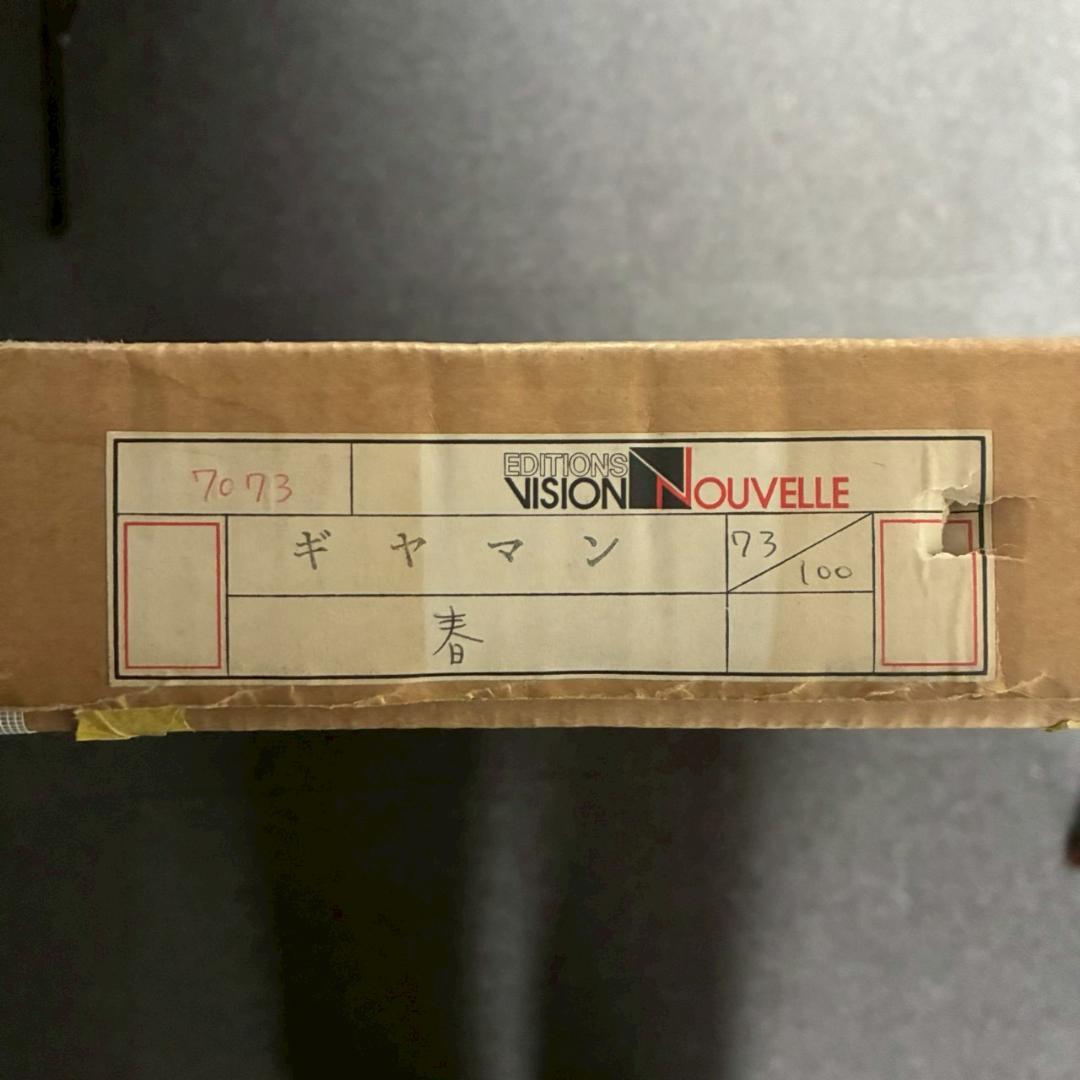 7073
EDITIONS
VISION NOUVELLE
ギヤマン
73/100
春